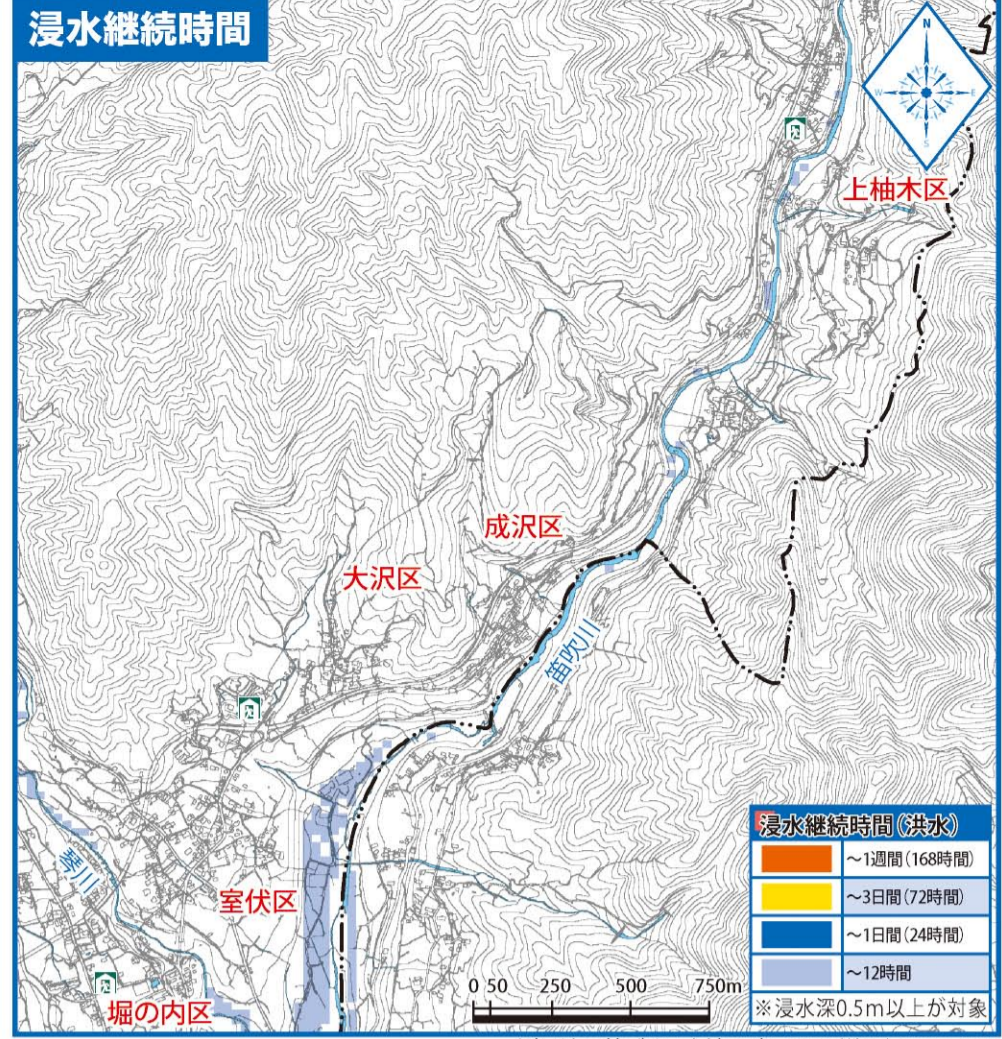 浸水継続時間
N
W
E
S
上柚木区
成沢区
大沢区
笛吹川
琴川
室伏区
堀の内区
0 50 250 500 750m
浸水継続時間(洪水)
~1週間(168時間)
~3日間(72時間)
~1日間(24時間)
~12時間
※浸水深0.5m以上が対象